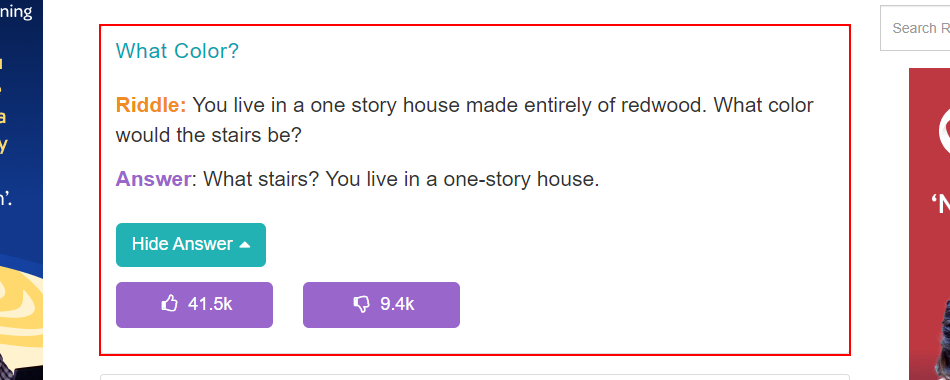 ning
What Color?
Search R
Riddle: You live in a one story house made entirely of redwood. What color
would the stairs be?
a
y
Answer: What stairs? You live in a one-story house.
'.
'N
Hide Answer
41.5k
9.4k